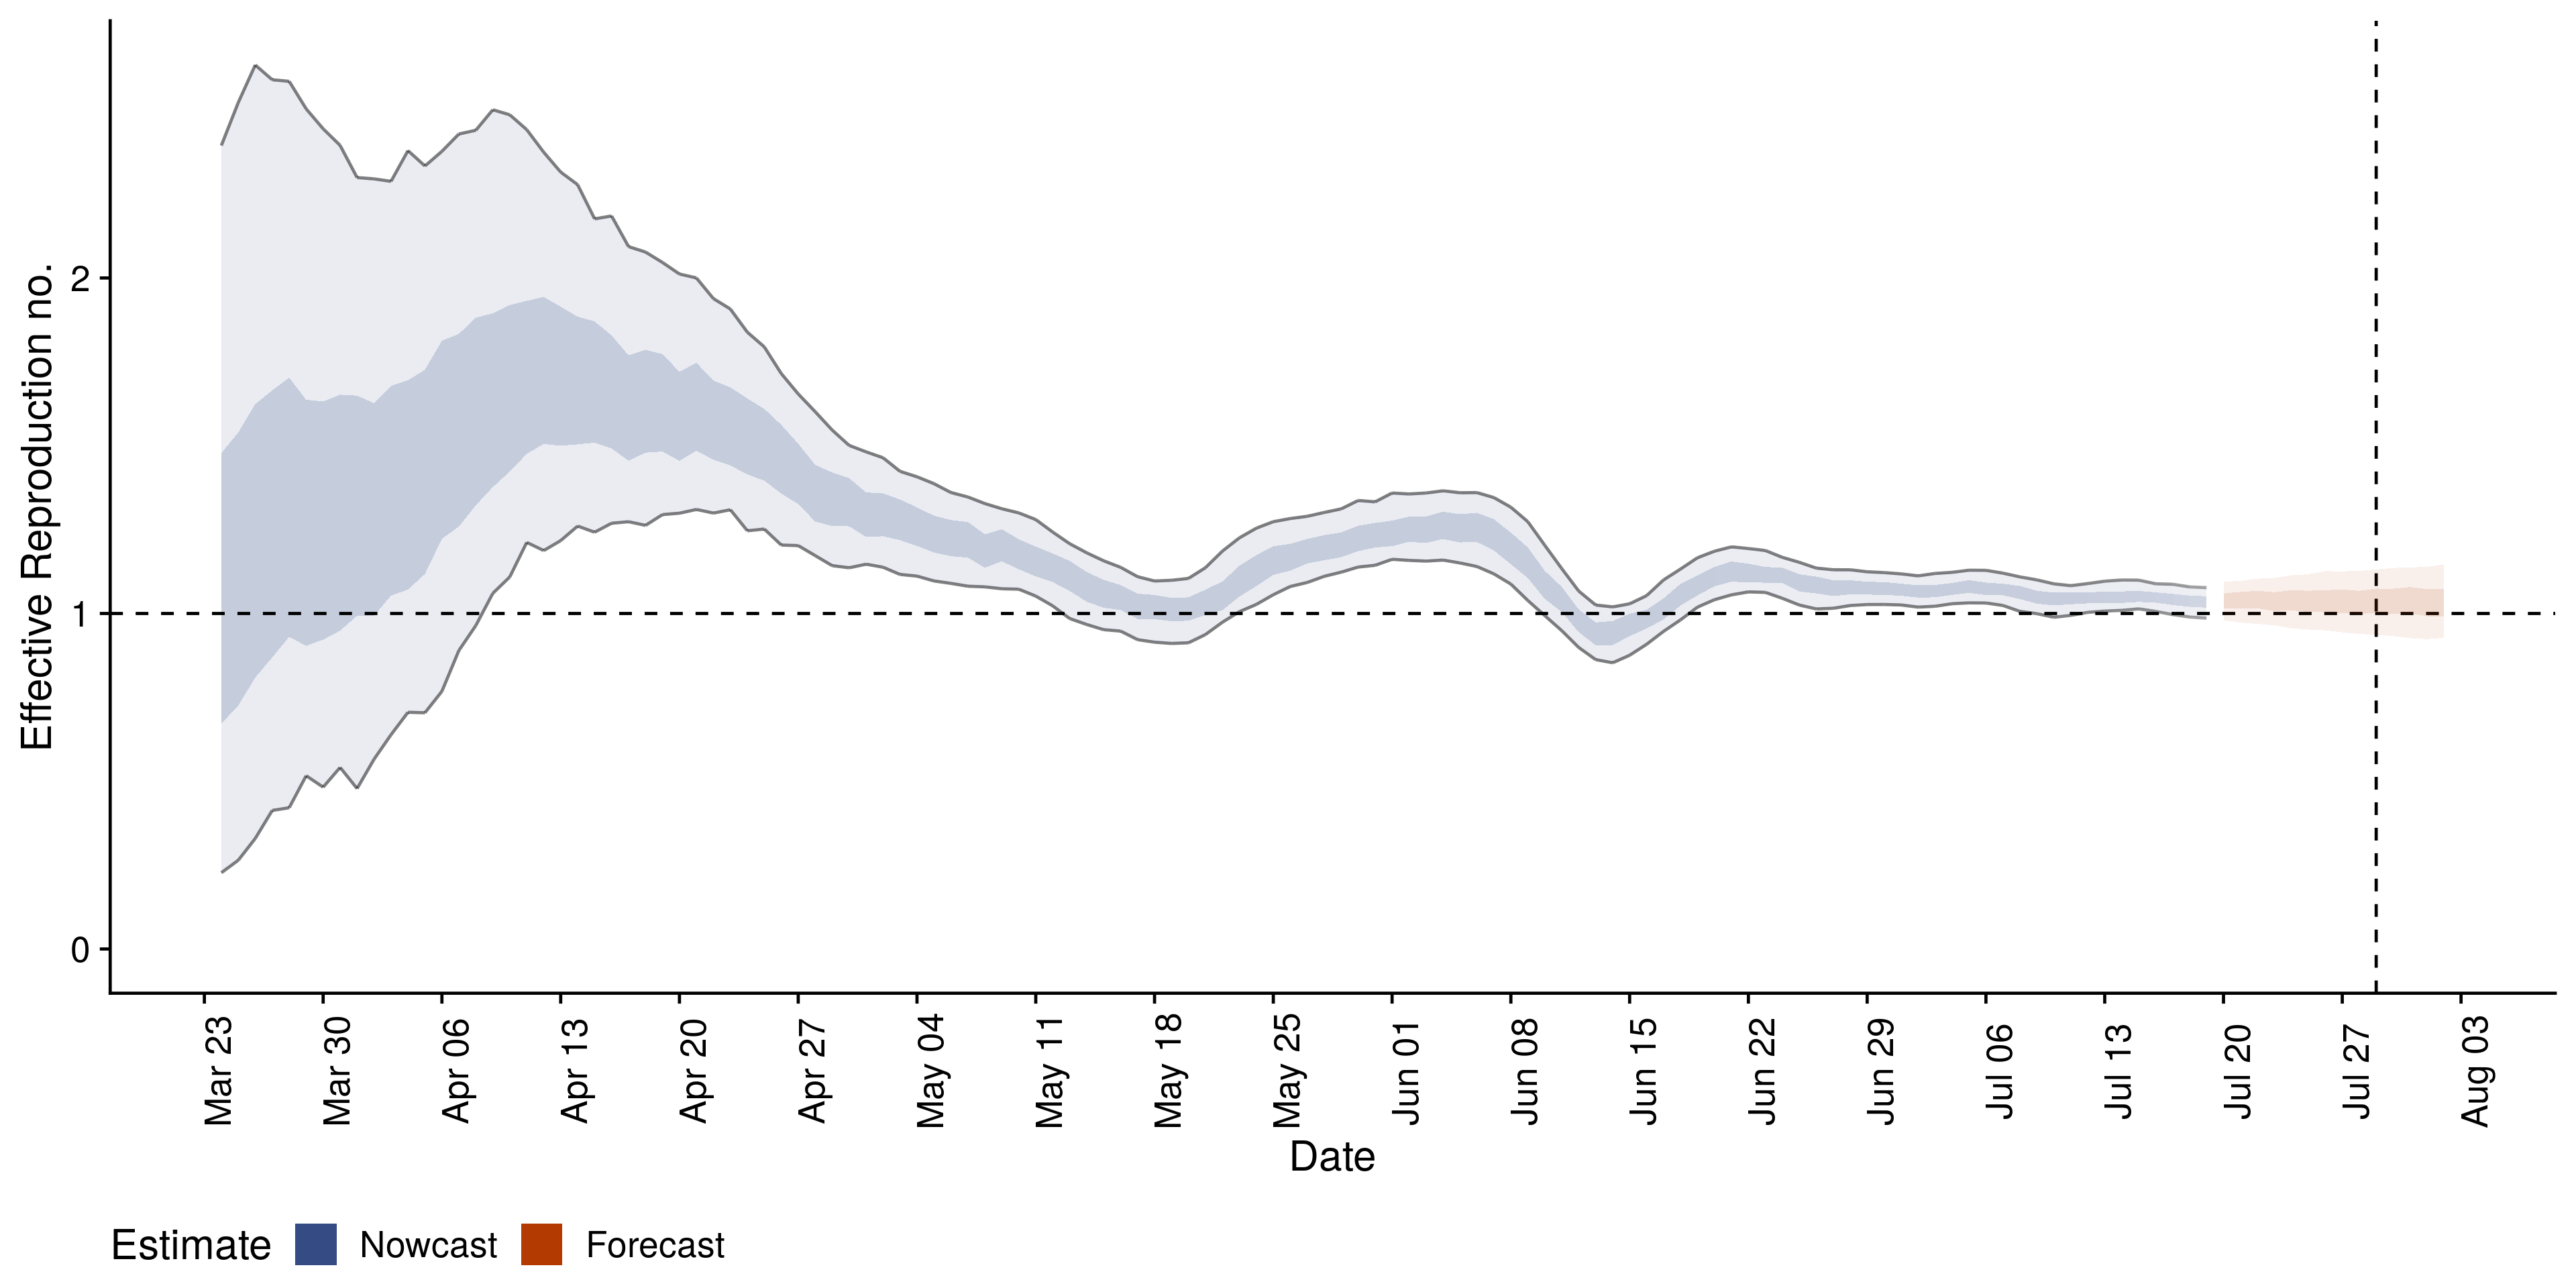 Effective Reproduction no.
2
1
0
Mar 23
Mar 30
Apr 06
Apr 13
Apr 20
Apr 27
May 04
May 11
May 18
May 25
Jun 01
Jun 08
Jun 15
Jun 22
Jun 29
Jul 06
Jul 13
Jul 20
Jul 27
Aug 03
Date
Estimate Nowcast Forecast